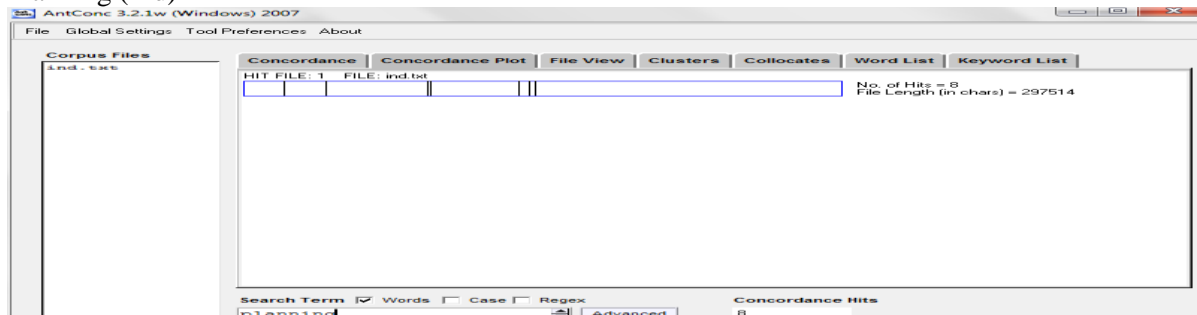 AntConc 3.2.1w (Windows) 2007
File Global Settings Tool Preferences About
Corpus Files
ind.txt
Concordance Concordance Plot File View Clusters Collocates Word List Keyword List
HIT FILE: 1 FILE: ind.txt
No. of Hits = 8
File Length (in chars) = 297514
Search Term Words Case Regex
Concordance Hits
planning
Advanced
8